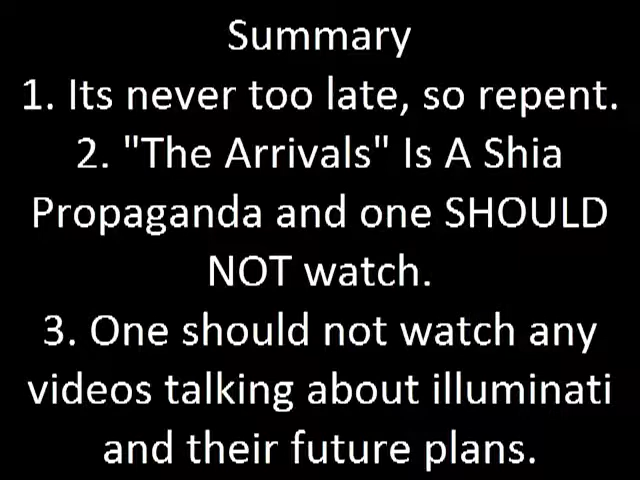 Summary
1. Its never too late, so repent.
2. "The Arrivals" Is A Shia
Propaganda and one SHOULD
NOT watch.
3. One should not watch any
videos talking about illuminati
and their future plans.